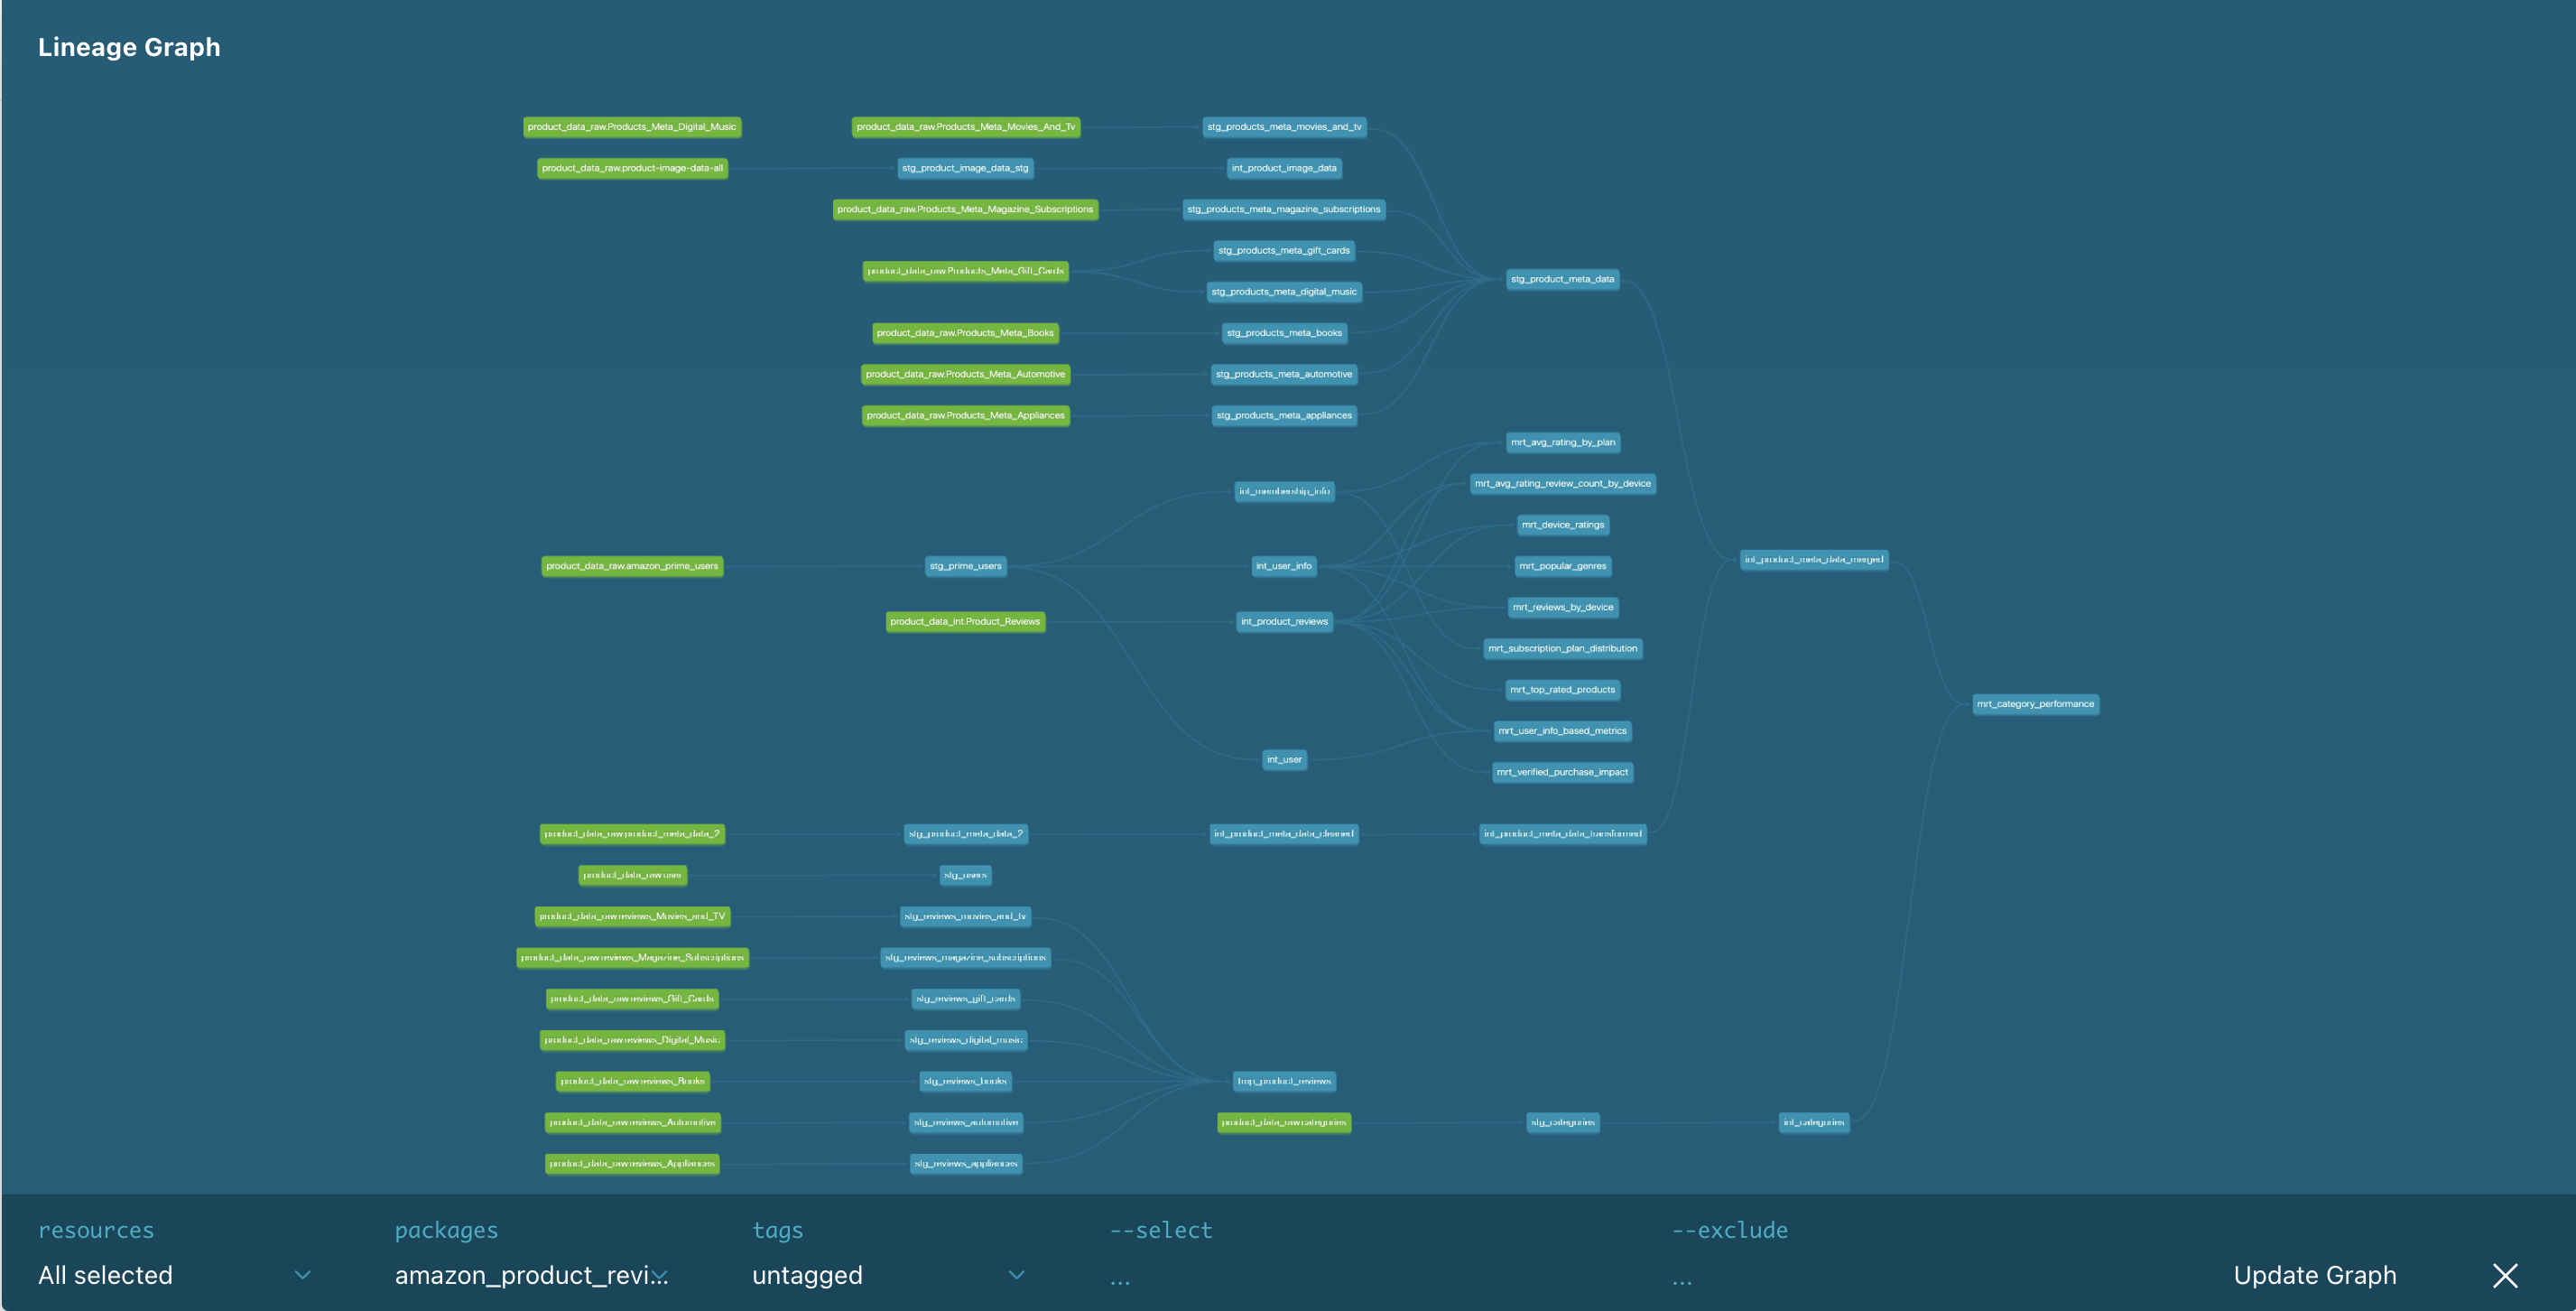 Lineage Graph
product_data_raw.Products_Meta_Digital_Music
product_data_raw.Products_Meta_Movies_And_Tv
stg_products_meta_movies_and_tv
product_data_raw.product-image-data-all
stg_product_image_data_stg
int_product_image_data
product_data_raw.Products_Meta_Magazine_Subscriptions
stg_products_meta_magazine_subscriptions
stg_products_meta_gift_cards
product_data_raw.Products_Meta_Gift_Cards
stg_product_meta_data
stg_products_meta_digital_music
product_data_raw.Products_Meta_Books
stg_products_meta_books
product_data_raw.Products_Meta_Automotive
stg_products_meta_automotive
product_data_raw.Products_Meta_Appliances
stg_products_meta_appliances
mrt_avg_rating_by_plan
mrt_avg_rating_review_count_by_device
int_membership_info
mrt_device_ratings
int_product_meta_data_merged
product_data_raw.amazon_prime_users
stg_prime_users
int_user_info
mrt_popular_genres
mrt_reviews_by_device
product_data_int.Product_Reviews
int_product_reviews
mrt_subscription_plan_distribution
mrt_top_rated_products
mrt_category_performance
mrt_user_info_based_metrics
int_user
mrt_verified_purchase_impact
product_data_raw.product_meta_data_2
stg_product_meta_data_2
int_product_meta_data_cleaned
int_product_meta_data_transformed
product_data_raw.user
stg_users
product_data_raw.reviews_Movies_and_TV
stg_reviews_movies_and_tv
product_data_raw.reviews_Magazine_Subscriptions
stg_reviews_magazine_subscriptions
product_data_raw.reviews_Gift_Cards
stg_reviews_gift_cards
product_data_raw.reviews_Digital_Music
stg_reviews_digital_music
product_data_raw.reviews_Books
stg_reviews_books
tmp_product_reviews
product_data_raw.reviews_Automotive
stg_reviews_automotive
product_data_raw.categories
stg_categories
int_categories
product_data_raw.reviews_Appliances
stg_reviews_appliances
resources
packages
tags
--select
--exclude
All selected
amazon_product_revi...
untagged
...
...
Update Graph